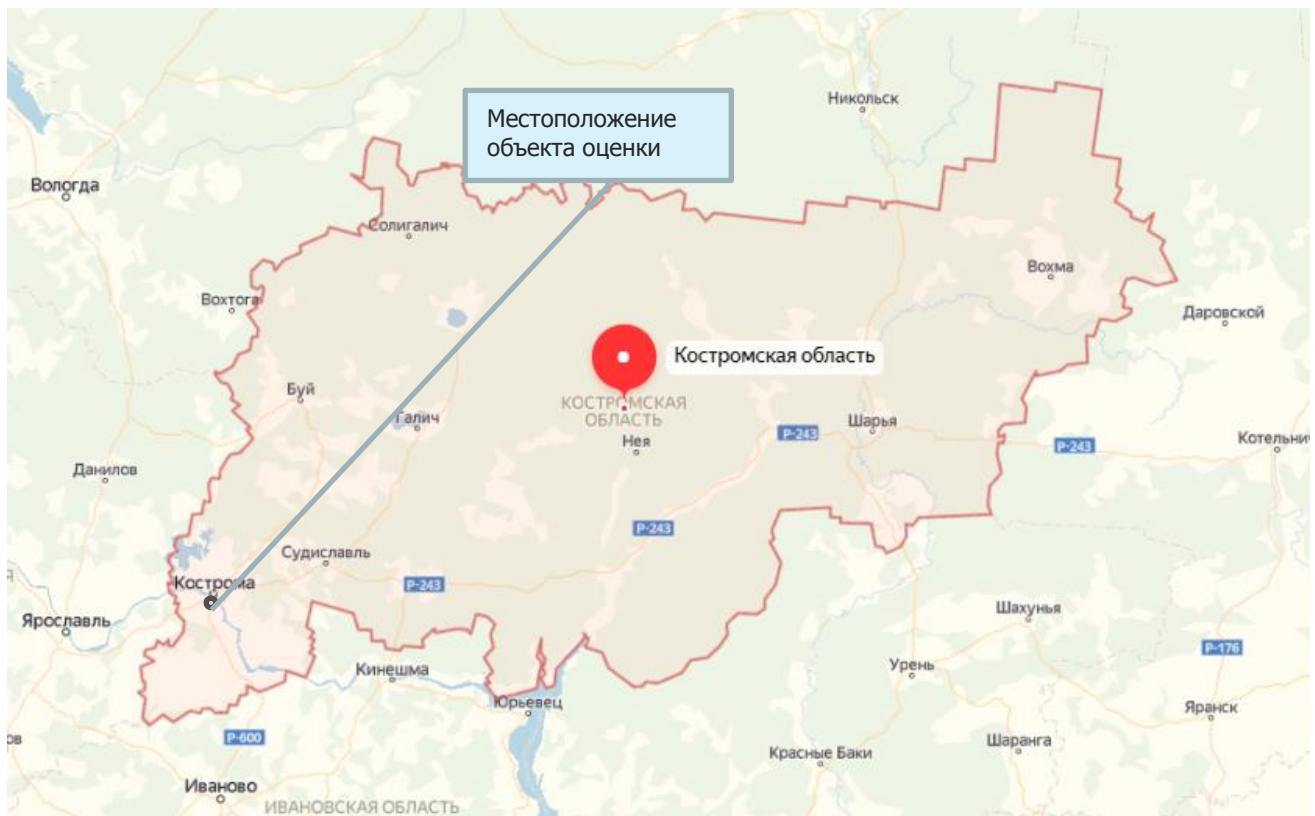 Местоположение
объекта оценки
Никольск
Вологда
Солигалич
Вохма
Вохтога
Даровской
Костромская область
Буй
КОСТРОМСКАЯ
ОБЛАСТЬ
Галич
Шарья
Р-243
Нея
Р-243
Данилов
Р-243
Судиславль
Кострома
Р-243
Шахунья
Ярославль
Р-176
Кинешма
Урень
Юрьевец
Яранск
Р-600
Шаранга
Красные Баки
Иваново
ИВАНОВСКАЯ ОБЛАСТЬ